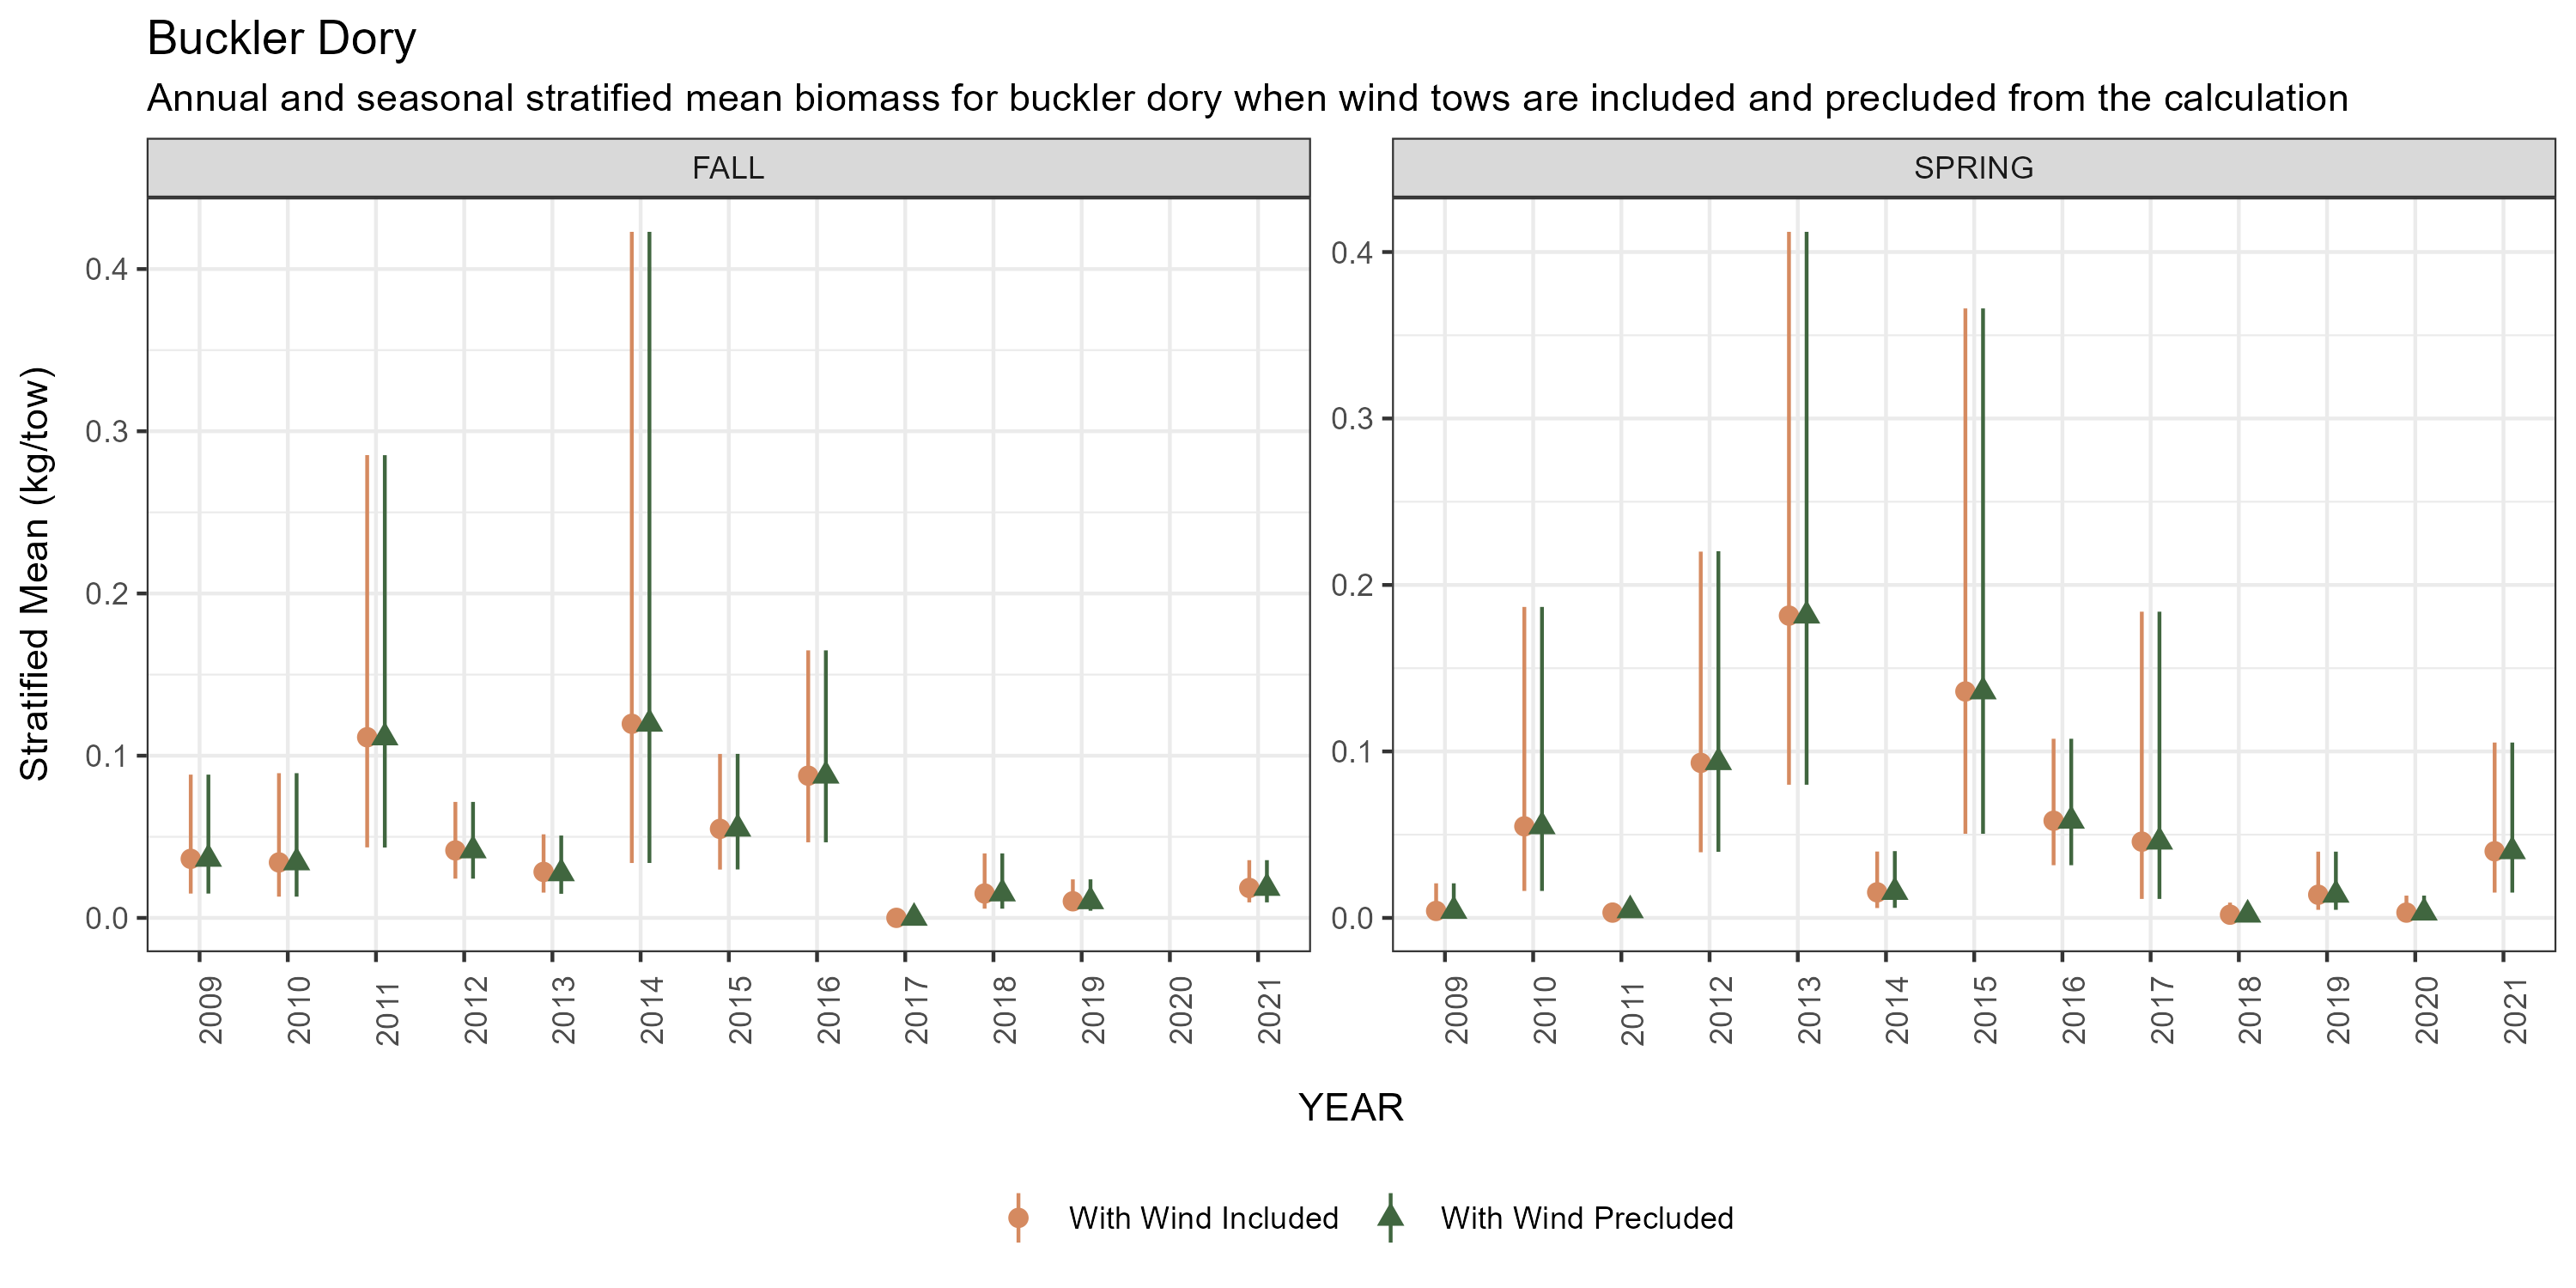 Buckler Dory
Annual and seasonal stratified mean biomass for buckler dory when wind tows are included and precluded from the calculation
FALL
SPRING
Stratified Mean (kg/tow)
0.4
0.3
0.2
0.1
0.0
0.4
0.3
0.2
0.1
0.0
2009 2010 2011 2012 2013 2014 2015 2016 2017 2018 2019 2020 2021
2009 2010 2011 2012 2013 2014 2015 2016 2017 2018 2019 2020 2021
YEAR
With Wind Included
With Wind Precluded